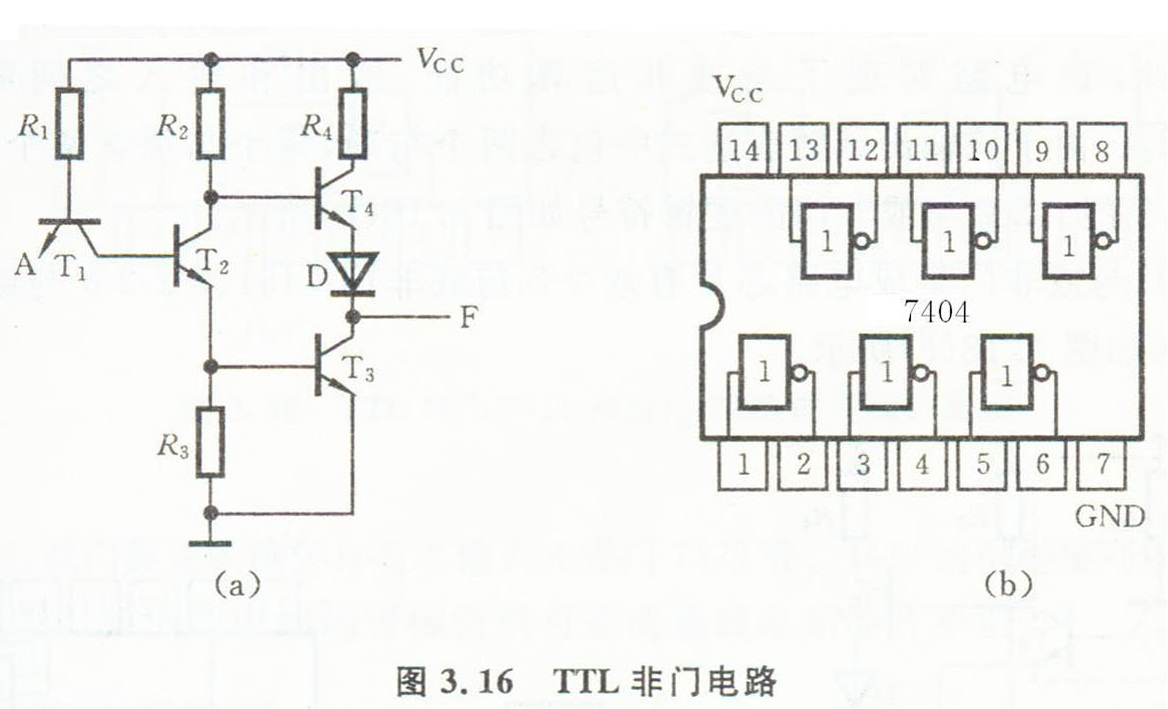 V_CC
R₁ R₂ R₄
T₄
A T₁ T₂
D
F
T₃
R₃
(a)
V_CC
14 13 12 11 10 9 8
1 1 1
7404
1 1 1
1 2 3 4 5 6 7
GND
(b)
图 3.16 TTL 非门电路